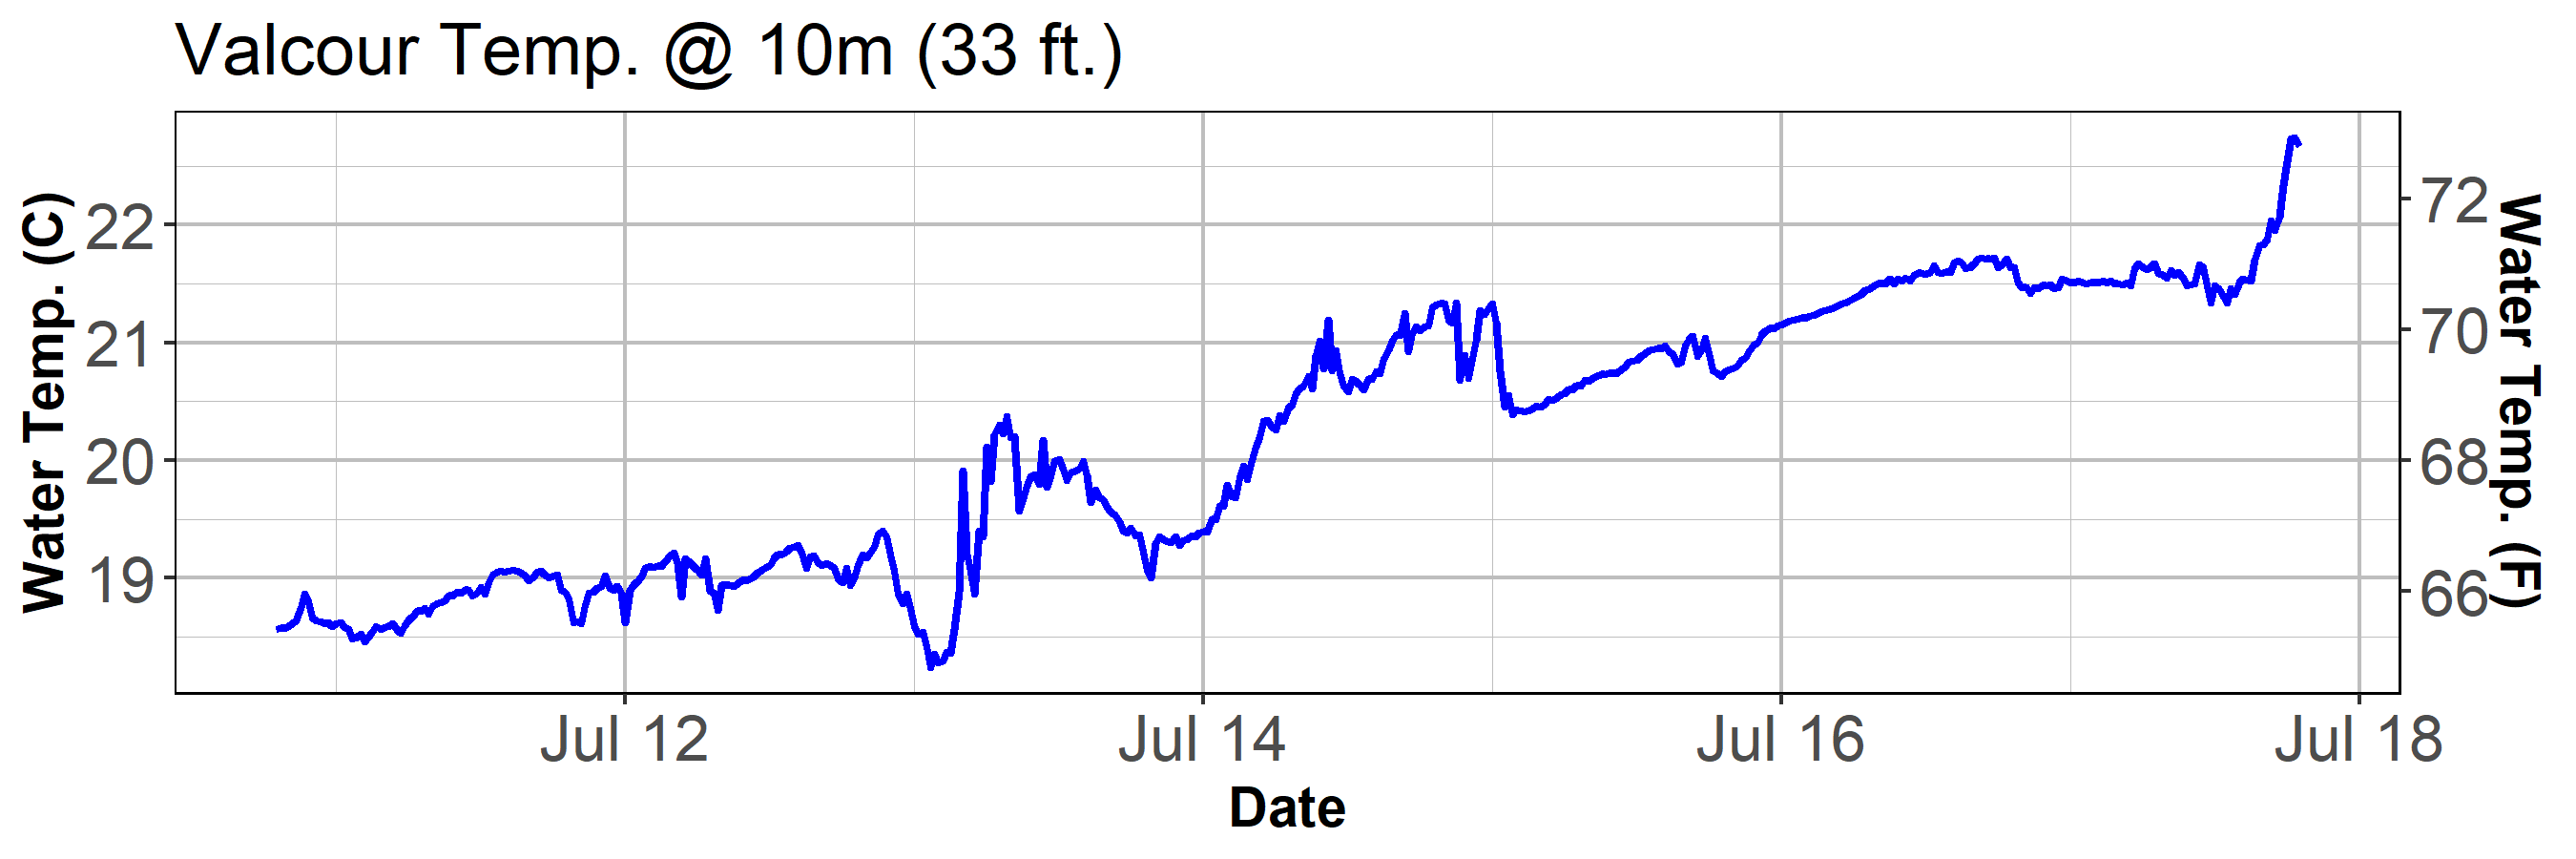 Valcour Temp. @ 10m (33 ft.)
Water Temp. (C)
22
21
20
19
72
70
68
66
Water Temp. (F)
Jul 12
Jul 14
Jul 16
Jul 18
Date